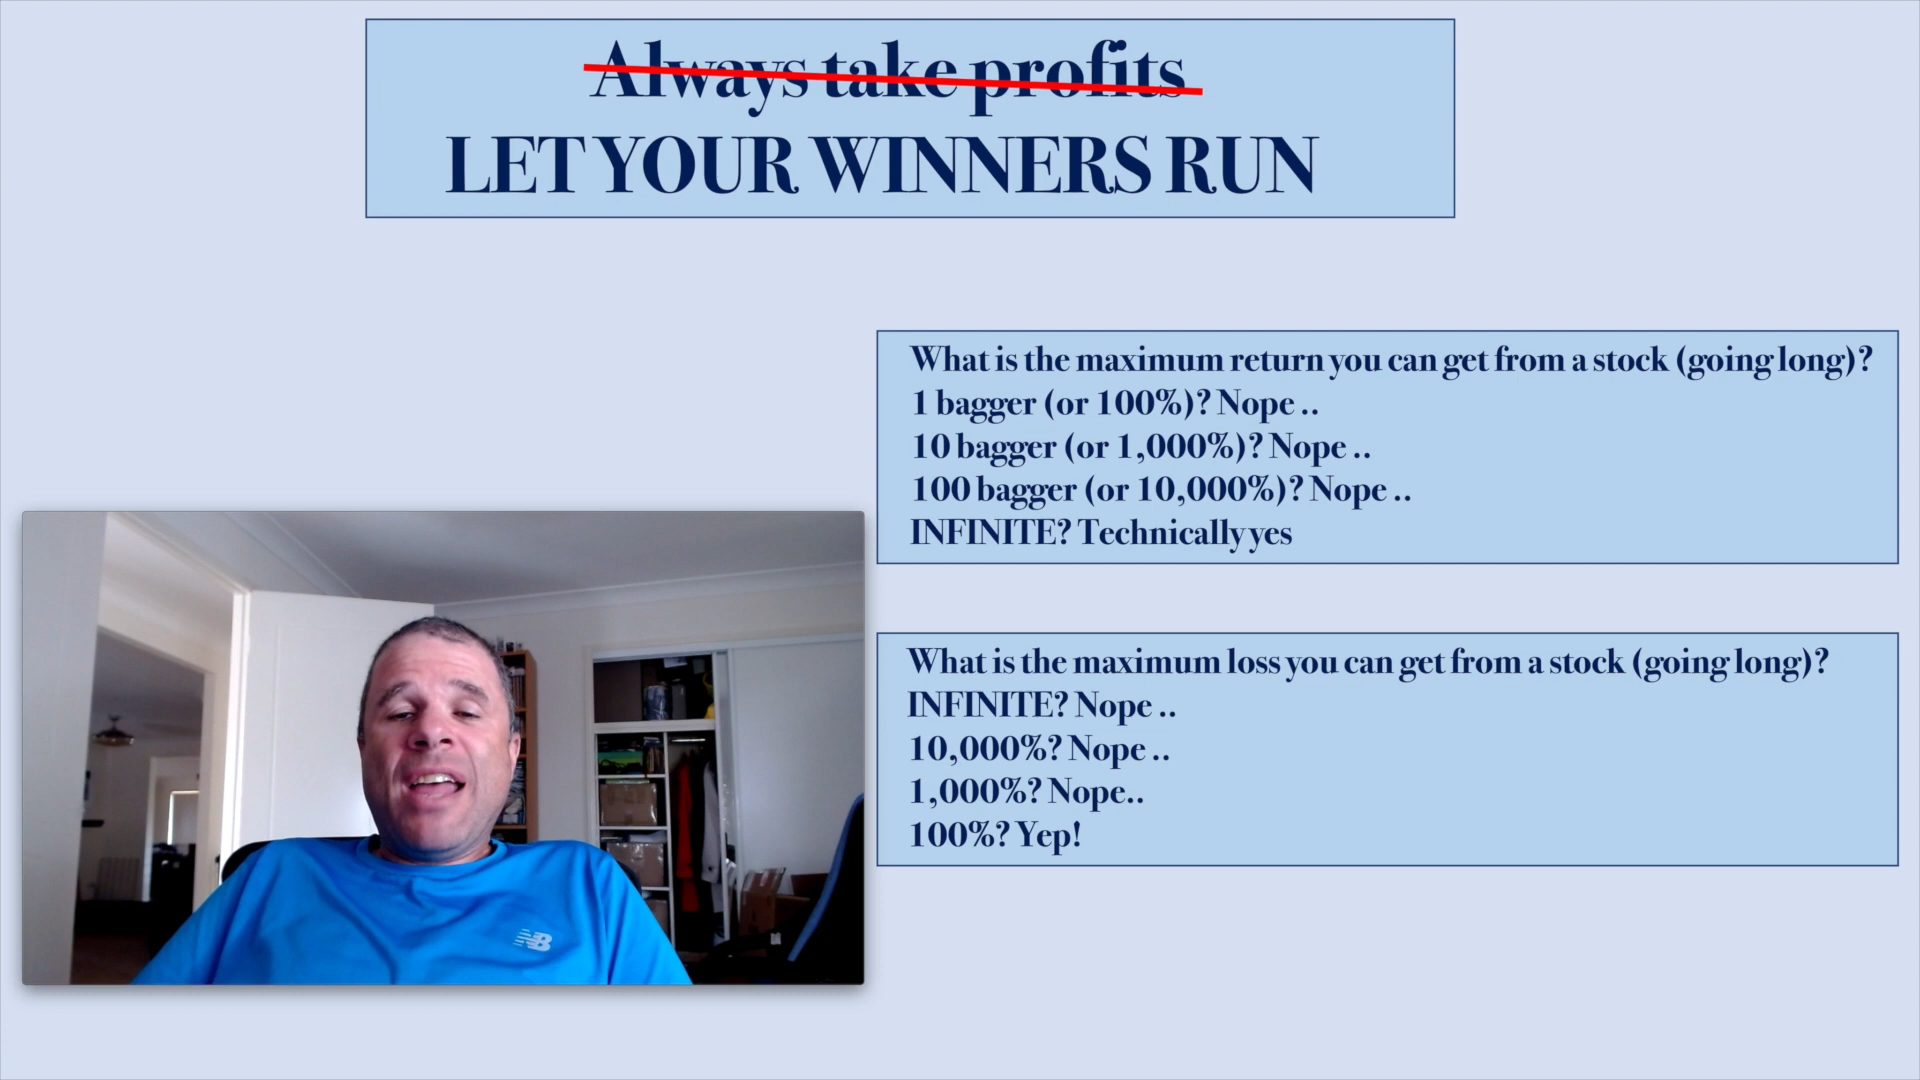 Always take profits
LET YOUR WINNERS RUN
What is the maximum return you can get from a stock (going long)?
1 bagger (or 100%)? Nope ..
10 bagger (or 1,000%)? Nope ..
100 bagger (or 10,000%)? Nope ..
INFINITE? Technically yes
What is the maximum loss you can get from a stock (going long)?
INFINITE? Nope ..
10,000%? Nope ..
1,000%? Nope..
100%? Yep!
NB